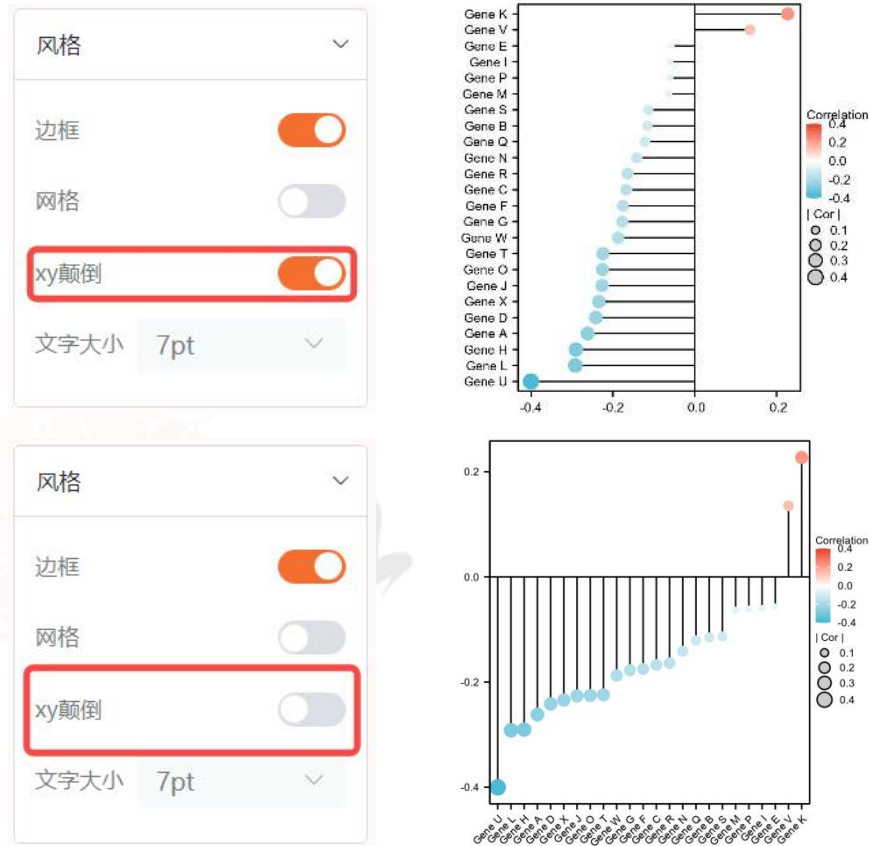 风格
边框
网格
xy颠倒
文字大小 7pt
Gene K
Gene V
Gene E
Gene I
Gene P
Gene M
Gene S
Gene B
Gene Q
Gene N
Gene R
Gene C
Gene F
Gene G
Gene W
Gene T
Gene O
Gene J
Gene X
Gene D
Gene A
Gene H
Gene L
Gene U
-0.4 -0.2 0.0 0.2
Correlation
0.4
0.2
0.0
-0.2
-0.4
| Cor |
0.1
0.2
0.3
0.4
风格
边框
网格
xy颠倒
文字大小 7pt
0.2
0.0
-0.2
-0.4
Gene U Gene L Gene H Gene A Gene D Gene X Gene J Gene O Gene T Gene W Gene G Gene F Gene C Gene R Gene N Gene Q Gene B Gene S Gene M Gene P Gene I Gene E Gene V Gene K
Correlation
0.4
0.2
0.0
-0.2
-0.4
| Cor |
0.1
0.2
0.3
0.4